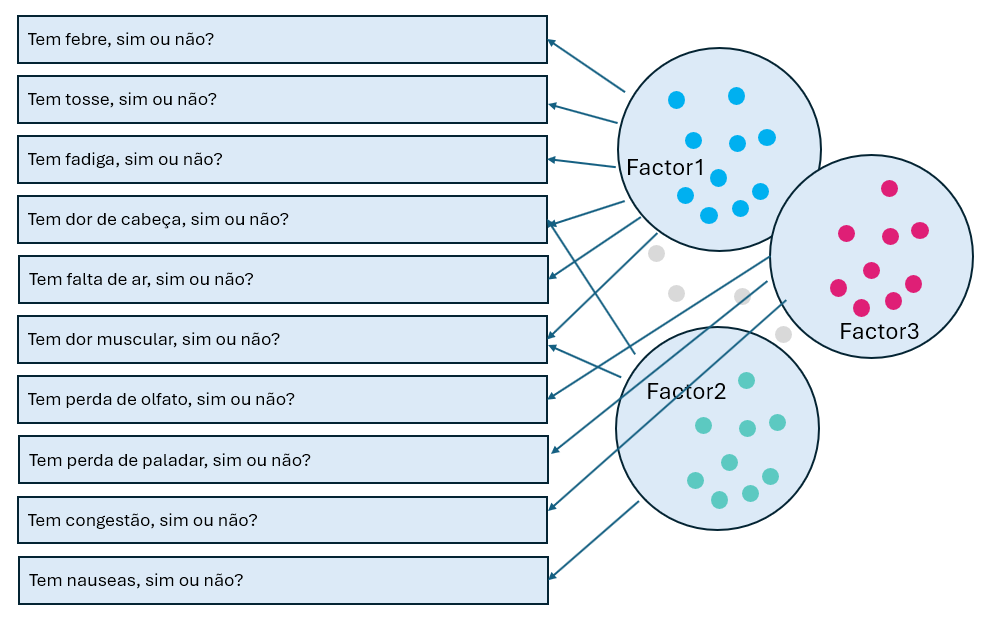 Tem febre, sim ou não?
Tem tosse, sim ou não?
Tem fadiga, sim ou não?
Tem dor de cabeça, sim ou não?
Tem falta de ar, sim ou não?
Tem dor muscular, sim ou não?
Tem perda de olfato, sim ou não?
Tem perda de paladar, sim ou não?
Tem congestão, sim ou não?
Tem nauseas, sim ou não?
Factor1
Factor3
Factor2